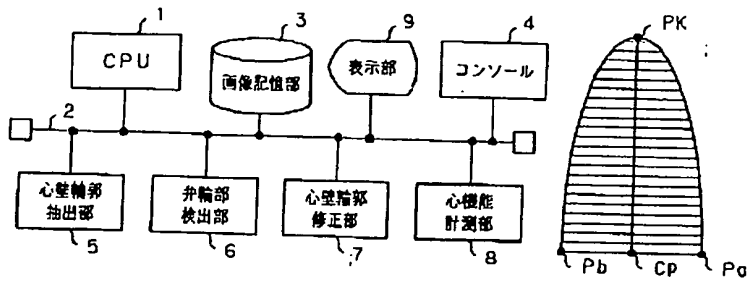 1
3
9
4
PK
CPU
画像記憶部
表示部
コンソール
2
心壁輪郭
抽出部
弁輪部
検出部
心壁輪郭
修正部
心機能
計測部
5
6
7
8
Pb
Cp
Pa